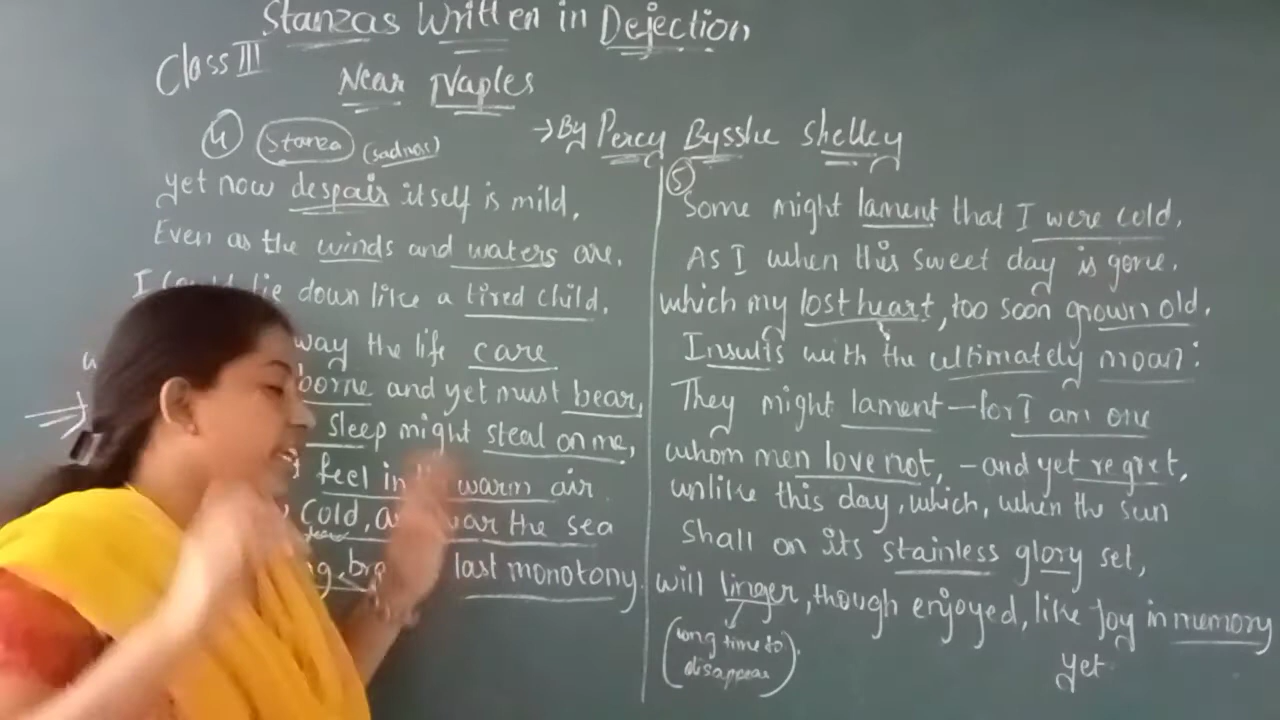 Stanzas Written in Dejection
Class III
Near Naples
→By Percy Bysshe Shelley
4 Stanza (sadness)
yet now despair itself is mild,
Even as the winds and waters are.
I lie down like a tired child.
way the life care
borne and yet must bear,
sleep might steal on me,
feel in warm air.
cold, the sea
last monotony.
5
Some might lament that I were cold,
As I when this sweet day is gone.
which my lost heart, too soon grown old,
Insults with the ultimately moan:
They might lament - for I am one
whom men love not, - and yet regret,
unlike this day, which, when the sun
Shall on its stainless glory set,
will linger, though enjoyed, like Joy in memory
yet
(long time to
disappear).